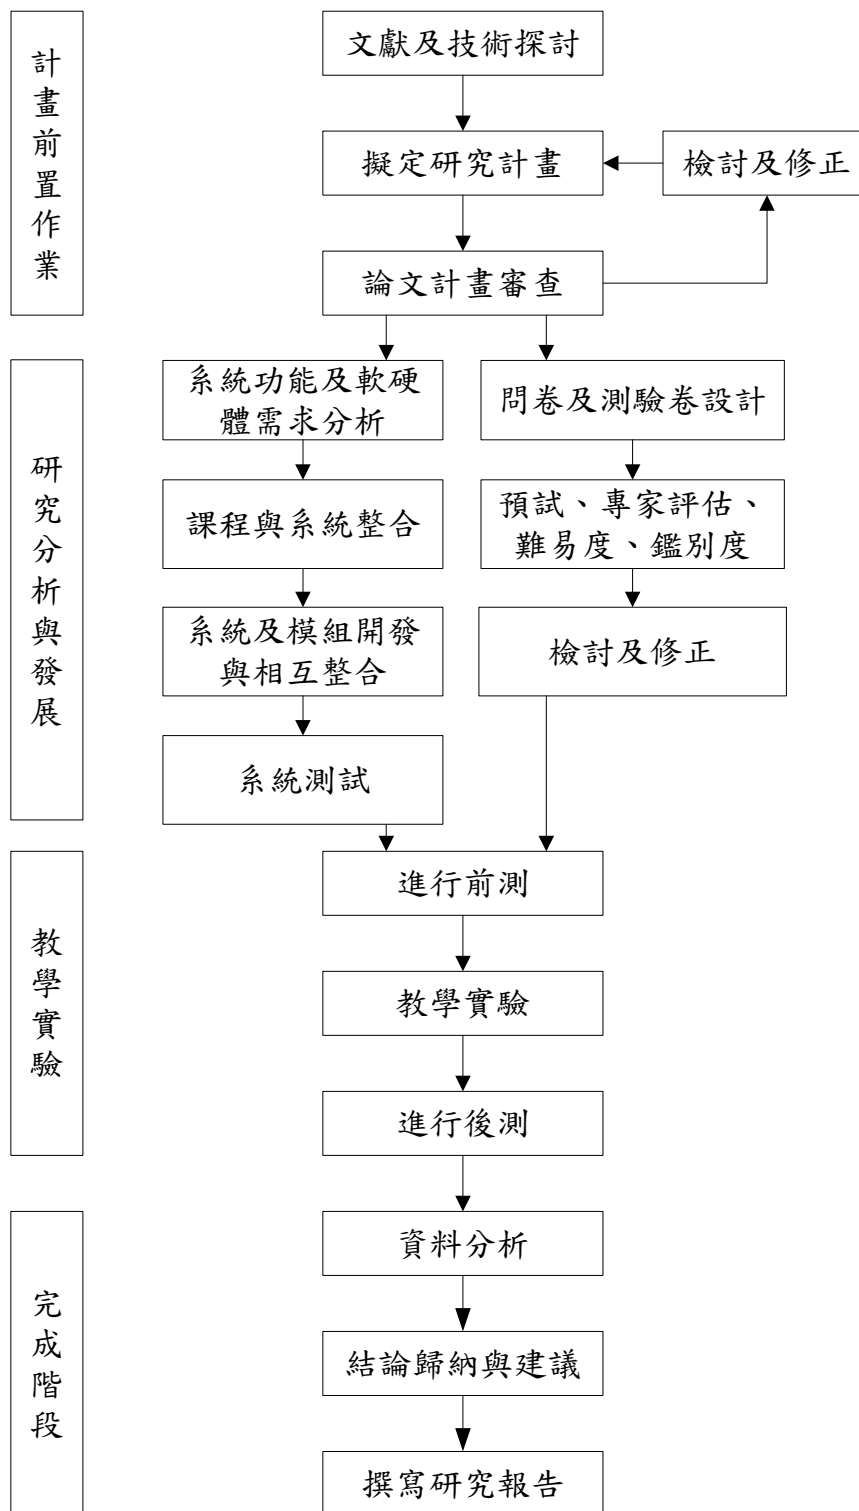 計畫前置作業
文獻及技術探討
擬定研究計畫
檢討及修正
論文計畫審查
研究分析與發展
系統功能及軟硬
體需求分析
問卷及測驗卷設計
課程與系統整合
預試、專家評估、
難易度、鑑別度
系統及模組開發
與相互整合
檢討及修正
系統測試
教學實驗
進行前測
教學實驗
進行後測
完成階段
資料分析
結論歸納與建議
撰寫研究報告